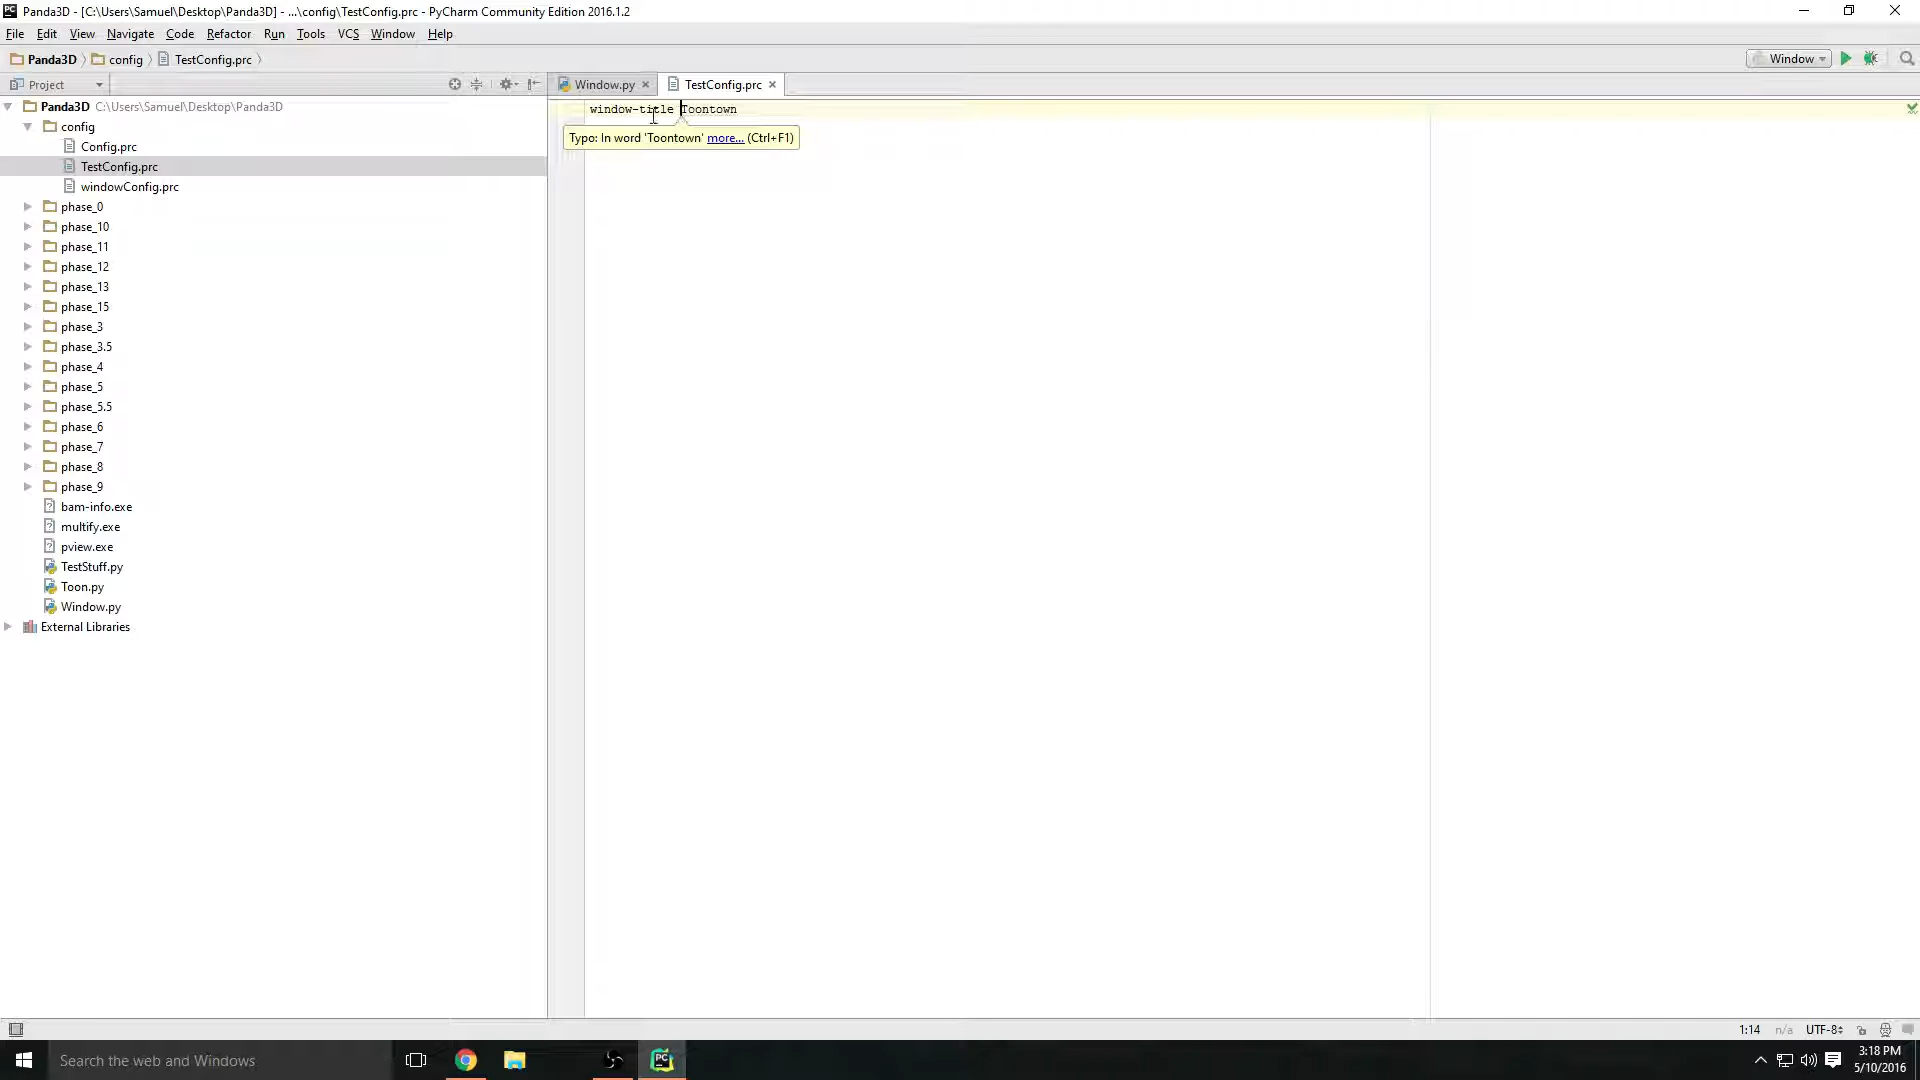 Panda3D - [C:\Users\Samuel\Desktop\Panda3D] - ...\config\TestConfig.prc - PyCharm Community Edition 2016.1.2
File Edit View Navigate Code Refactor Run Tools VCS Window Help
Panda3D config TestConfig.prc Window
Project Window.py TestConfig.prc
Panda3D C:\Users\Samuel\Desktop\Panda3D
window-title Toontown
Typo: In word 'Toontown' more... (Ctrl+F1)
config
Config.prc
TestConfig.prc
windowConfig.prc
phase_0
phase_10
phase_11
phase_12
phase_13
phase_15
phase_3
phase_3.5
phase_4
phase_5
phase_5.5
phase_6
phase_7
phase_8
phase_9
bam-info.exe
multify.exe
pview.exe
TestStuff.py
Toon.py
Window.py
External Libraries
1:14 n/a UTF-8
Search the web and Windows
3:18 PM
5/10/2016